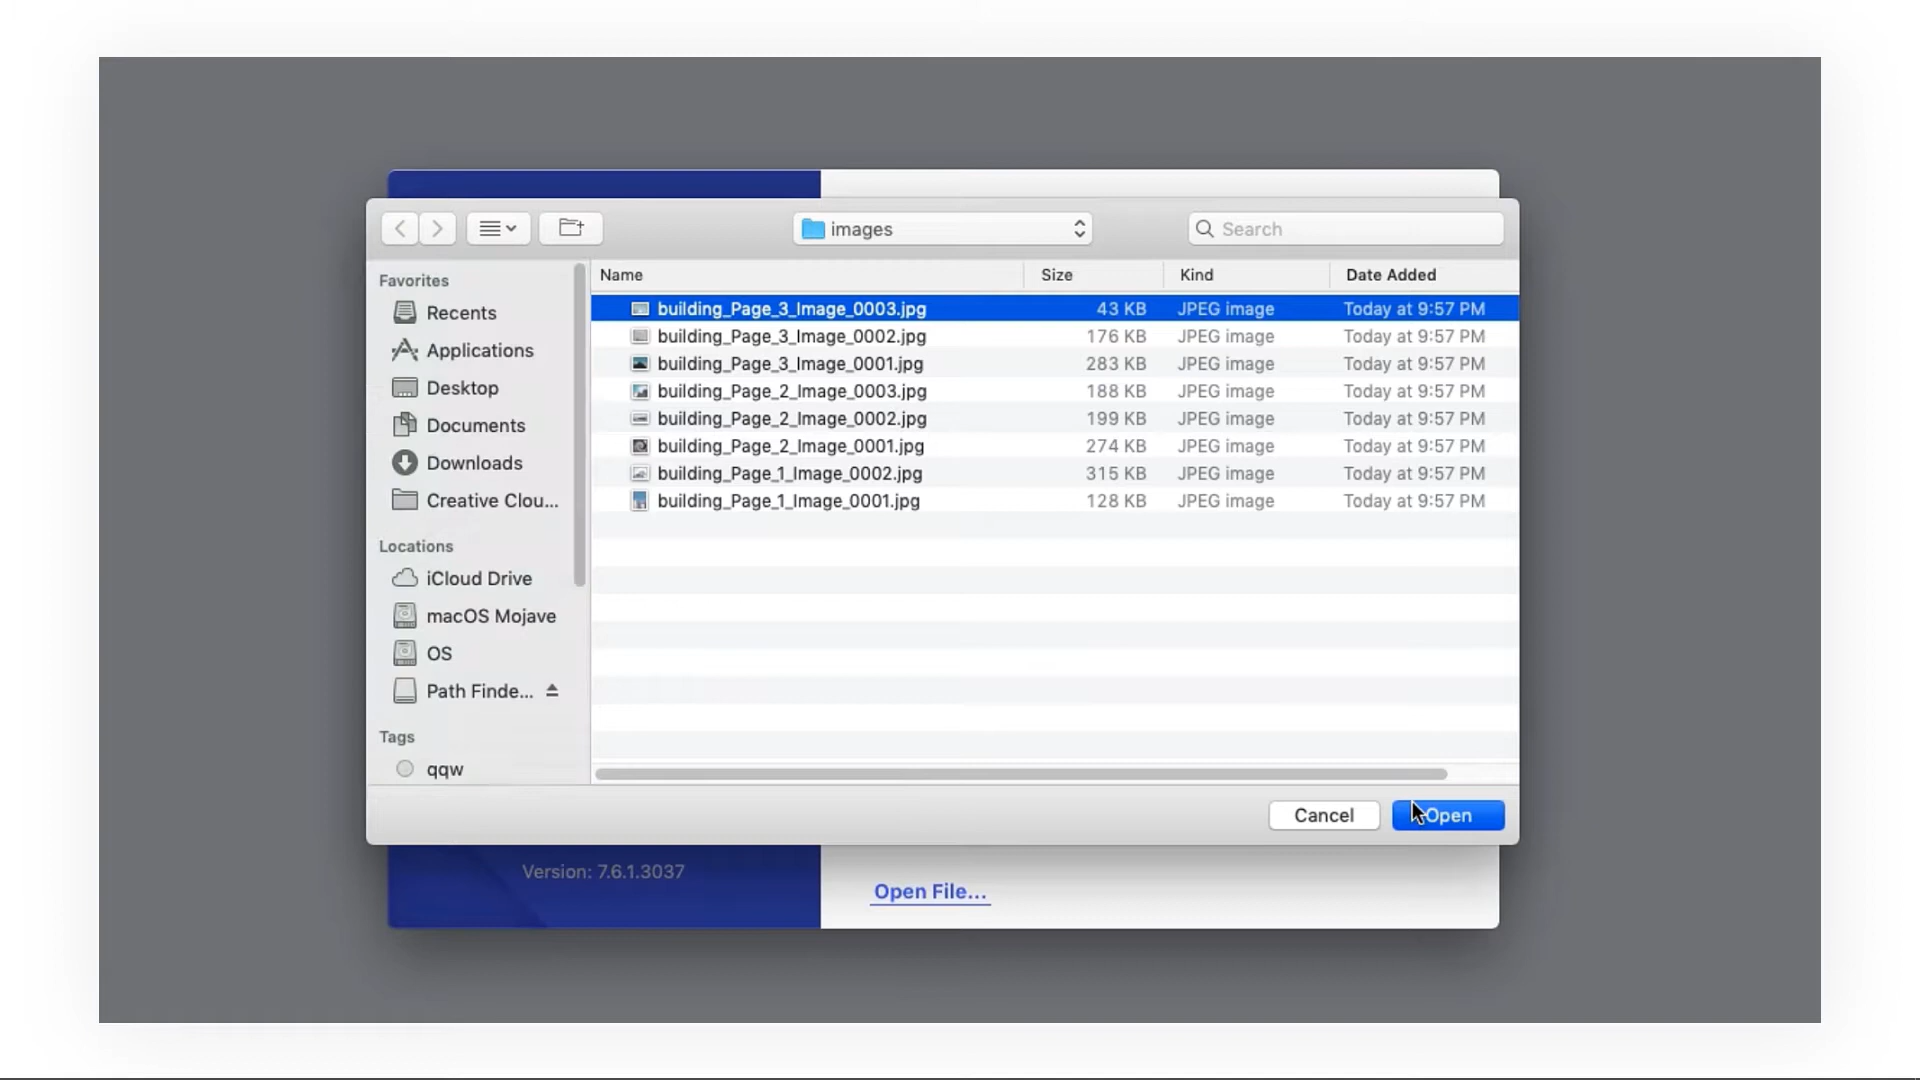 images
Search
Favorites
Recents
Applications
Desktop
Documents
Downloads
Creative Clou...
Locations
iCloud Drive
macOS Mojave
OS
Path Finde...
Tags
qqw
Name Size Kind Date Added
building_Page_3_Image_0003.jpg 43 KB JPEG image Today at 9:57 PM
building_Page_3_Image_0002.jpg 176 KB JPEG image Today at 9:57 PM
building_Page_3_Image_0001.jpg 283 KB JPEG image Today at 9:57 PM
building_Page_2_Image_0003.jpg 188 KB JPEG image Today at 9:57 PM
building_Page_2_Image_0002.jpg 199 KB JPEG image Today at 9:57 PM
building_Page_2_Image_0001.jpg 274 KB JPEG image Today at 9:57 PM
building_Page_1_Image_0002.jpg 315 KB JPEG image Today at 9:57 PM
building_Page_1_Image_0001.jpg 128 KB JPEG image Today at 9:57 PM
Cancel Open
Version: 7.6.1.3037
Open File...